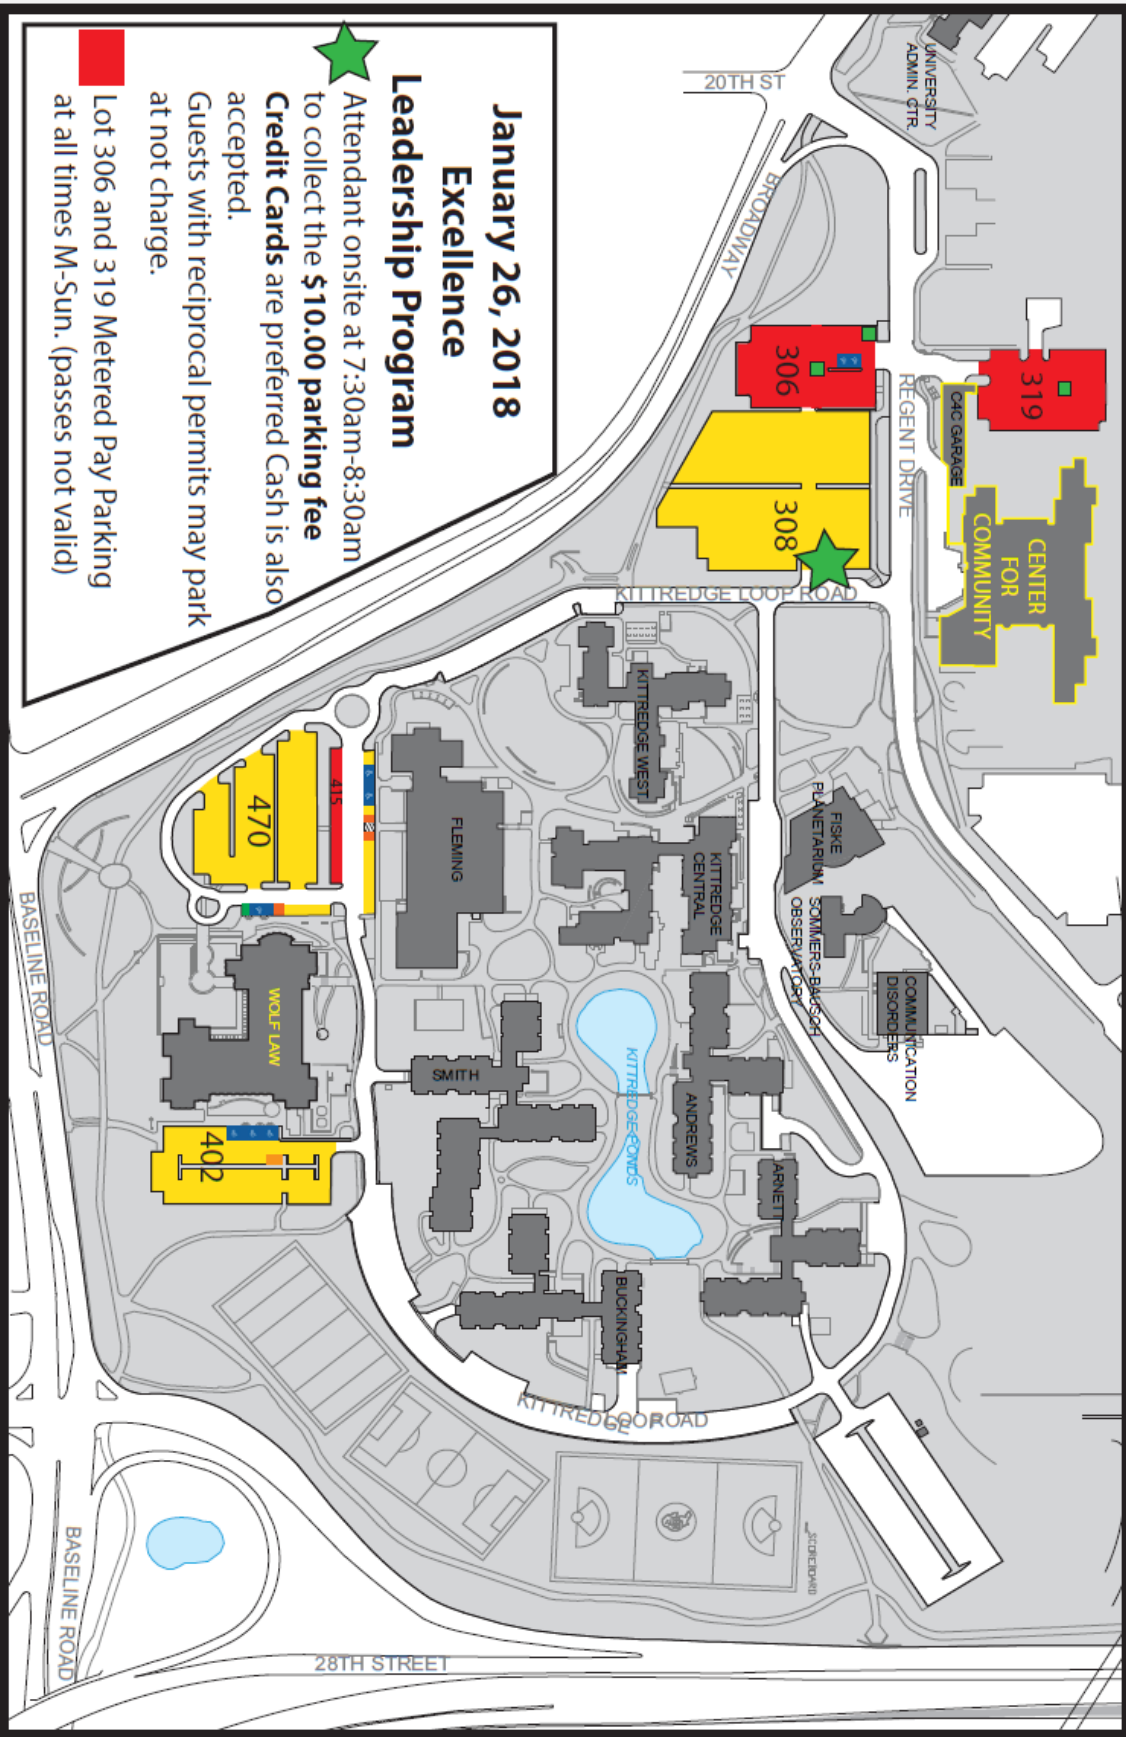 January 26, 2018
Excellence
Leadership Program
Attendant onsite at 7:30am-8:30am
to collect the $10.00 parking fee
Credit Cards are preferred Cash is also
accepted.
Guests with reciprocal permits may park
at not charge.
Lot 306 and 319 Metered Pay Parking
at all times M-Sun. (passes not valid)
UNIVERSITY
ADMIN. CTR.
20TH ST
BROADWAY
306
319
REGENT DRIVE
C4C GARAGE
CENTER
FOR
COMMUNITY
308
KITTREDGE LOOP ROAD
KITTREDGE WEST
FISKE
PLANETARIUM
SOMMERS-BAUSCH
OBSERVATORY
COMMUNICATION
DISORDERS
KITTREDGE
CENTRAL
FLEMING
415
470
WOLF LAW
SMITH
KITTREDGE PONDS
ANDREWS
ARNETT
402
BUCKINGHAM
KITTREDGE
LOOP ROAD
SCOREBOARD
BASELINE ROAD
BASELINE ROAD
28TH STREET